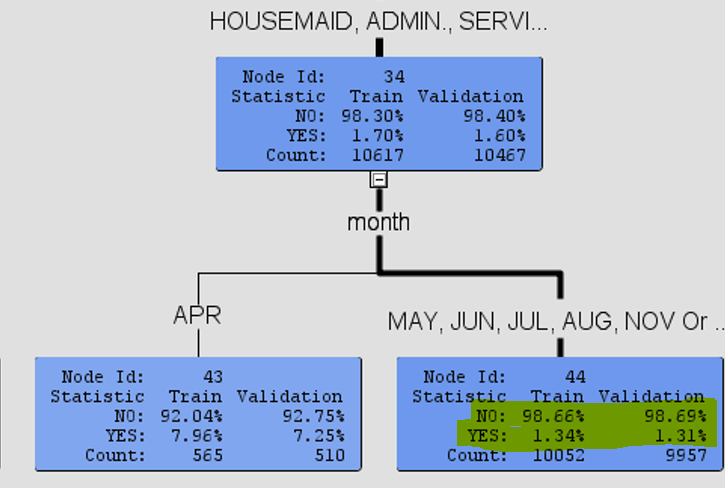 HOUSEMAID, ADMIN., SERVI...
Node Id: 34
Statistic Train Validation
NO: 98.30% 98.40%
YES: 1.70% 1.60%
Count: 10617 10467
month
APR
MAY, JUN, JUL, AUG, NOV Or ...
Node Id: 43
Statistic Train Validation
NO: 92.04% 92.75%
YES: 7.96% 7.25%
Count: 565 510
Node Id: 44
Statistic Train Validation
NO: 98.66% 98.69%
YES: 1.34% 1.31%
Count: 10052 9957